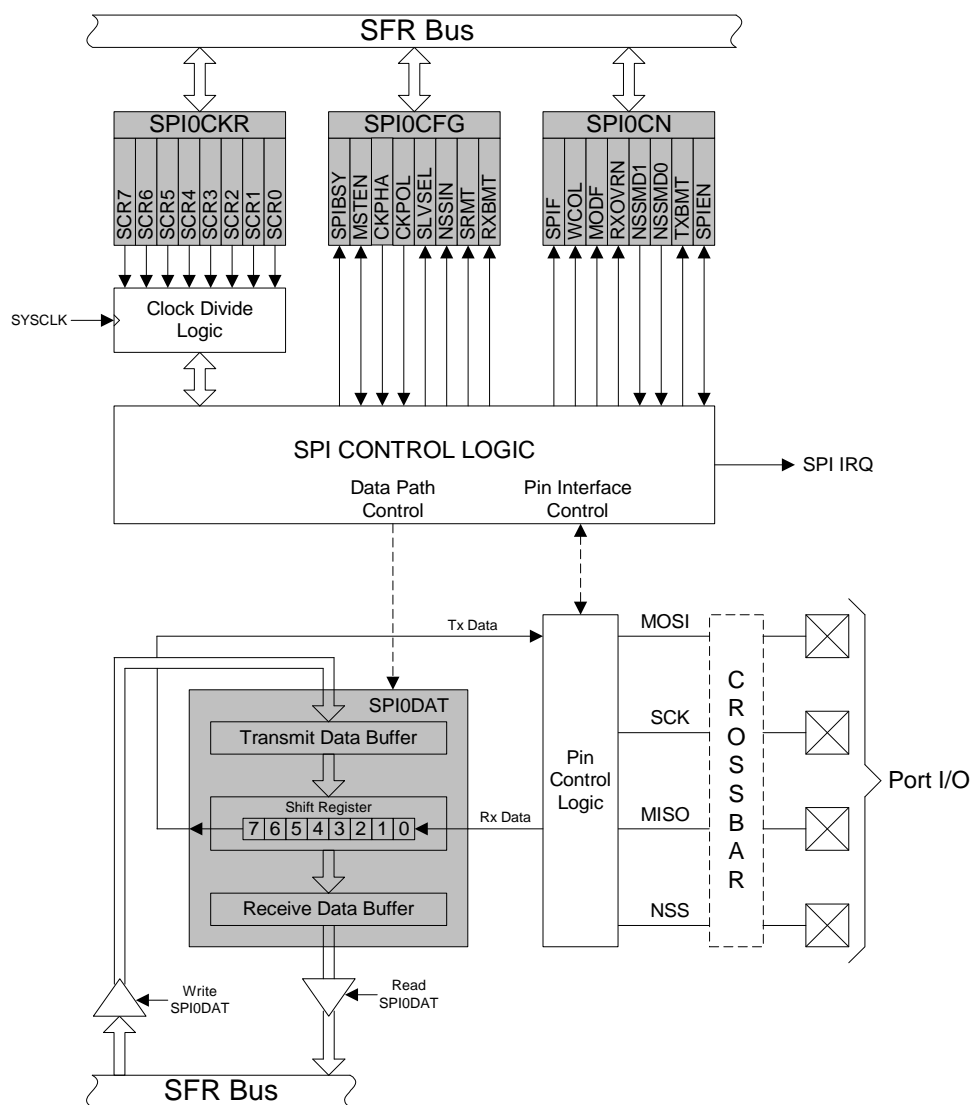 SFR Bus
SPI0CKR
SPI0CFG
SPI0CN
SCR7
SCR6
SCR5
SCR4
SCR3
SCR2
SCR1
SCR0
SPIBSY
MSTEN
CKPHA
CKPOL
SLVSEL
NSSIN
SRMT
RXBMT
SPIF
WCOL
MODF
RXOVRN
NSSMD1
NSSMD0
TXBMT
SPIEN
SYSCLK
Clock Divide
Logic
SPI CONTROL LOGIC
SPI IRQ
Data Path
Control
Pin Interface
Control
Tx Data
MOSI
SPI0DAT
Transmit Data Buffer
SCK
Shift Register
7 6 5 4 3 2 1 0
Rx Data
Pin
Control
Logic
MISO
CROSSBAR
Port I/O
Receive Data Buffer
NSS
Write
SPI0DAT
Read
SPI0DAT
SFR Bus